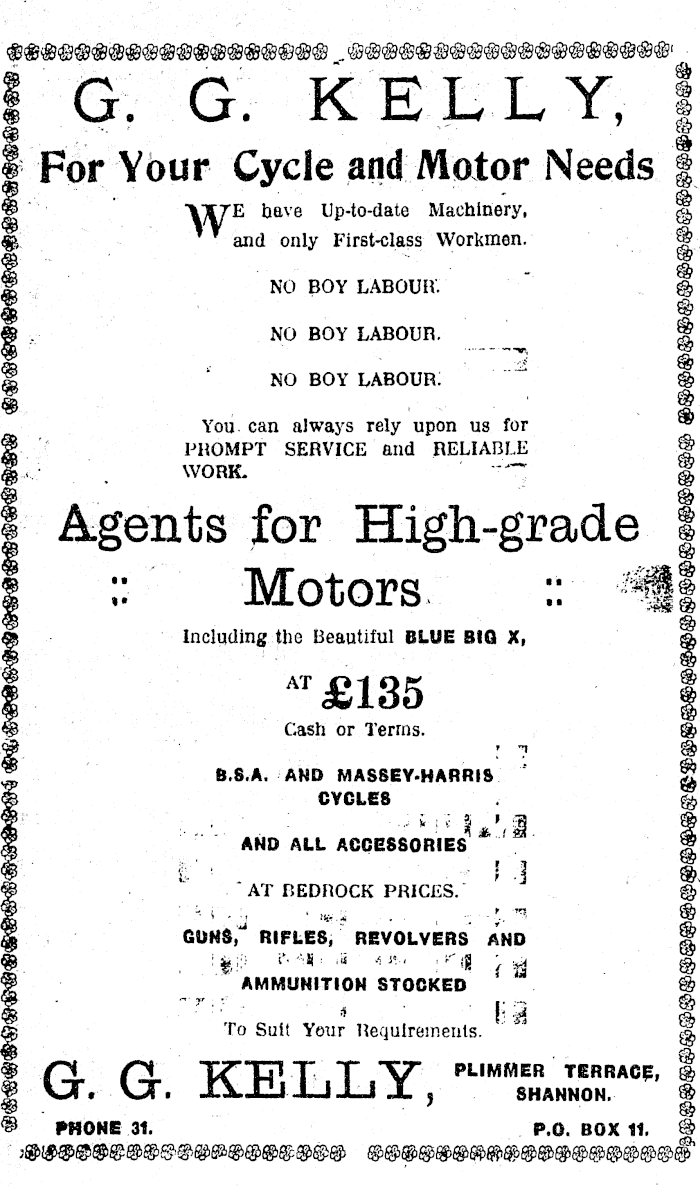 G. G. KELLY,
For Your Cycle and Motor Needs
WE have Up-to-date Machinery,
and only First-class Workmen.
NO BOY LABOUR.
NO BOY LABOUR.
NO BOY LABOUR.
You can always rely upon us for
PROMPT SERVICE and RELIABLE
WORK.
Agents for High-grade
:: Motors ::
Including the Beautiful BLUE BIG X,
AT £135
Cash or Terms.
B.S.A. AND MASSEY-HARRIS
CYCLES
AND ALL ACCESSORIES
AT BEDROCK PRICES.
GUNS, RIFLES, REVOLVERS AND
AMMUNITION STOCKED
To Suit Your Requirements.
G. G. KELLY, PLIMMER TERRACE,
SHANNON.
PHONE 31. P.O. BOX 11.